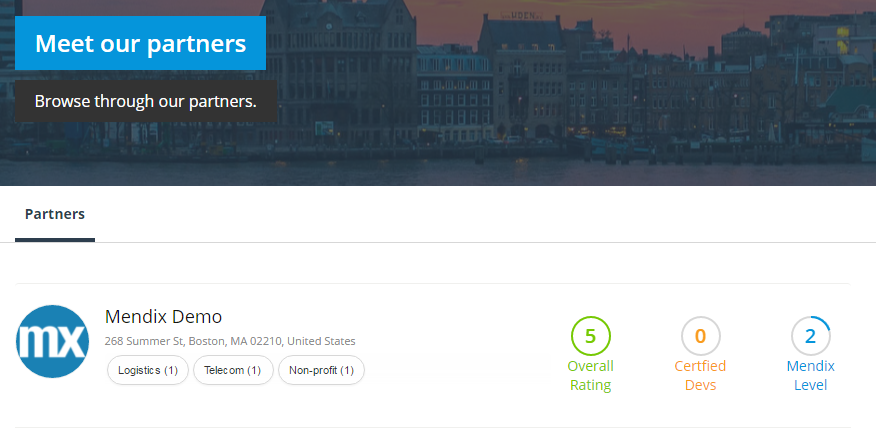 Meet our partners
Browse through our partners.
Partners
mx
Mendix Demo
268 Summer St, Boston, MA 02210, United States
Logistics (1) Telecom (1) Non-profit (1)
5
Overall
Rating
0
Certfied
Devs
2
Mendix
Level